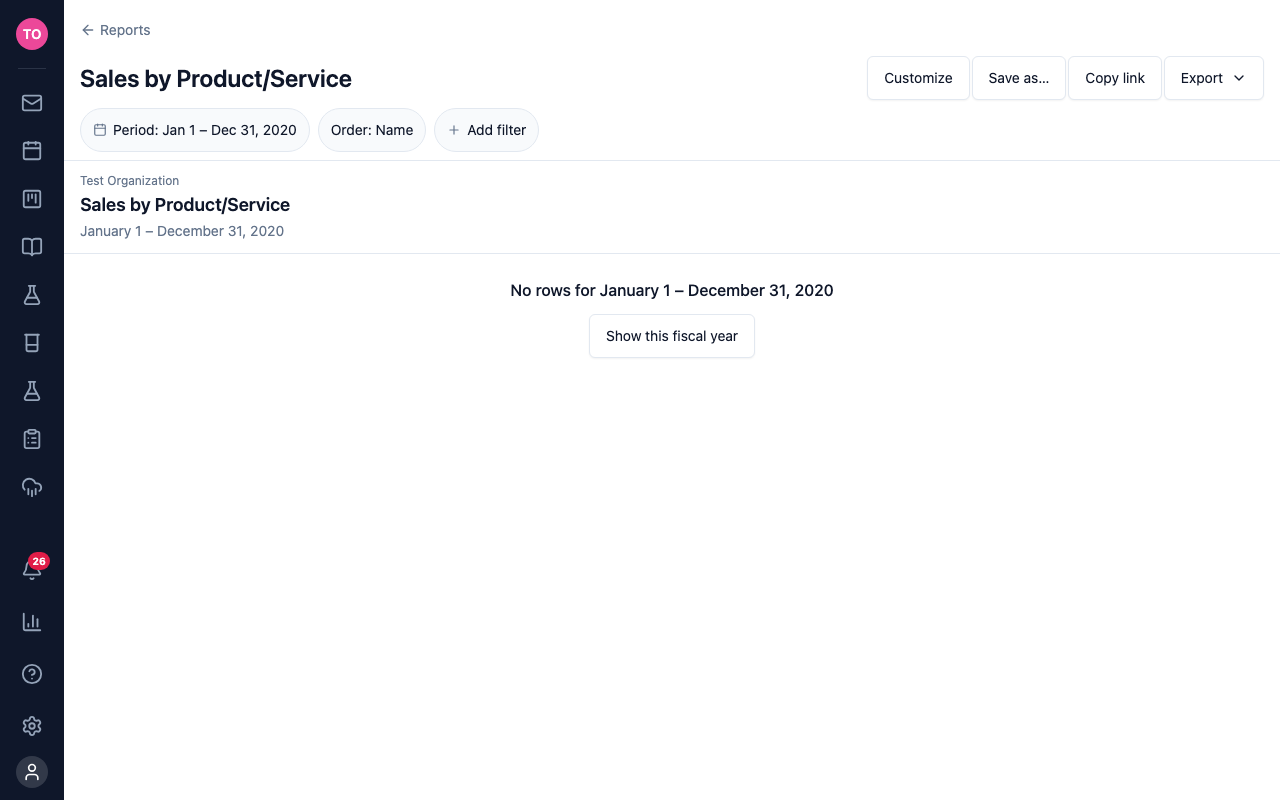 TO
Reports
Sales by Product/Service
Customize
Save as...
Copy link
Export
Period: Jan 1 – Dec 31, 2020
Order: Name
Add filter
Test Organization
Sales by Product/Service
January 1 – December 31, 2020
No rows for January 1 – December 31, 2020
Show this fiscal year
26